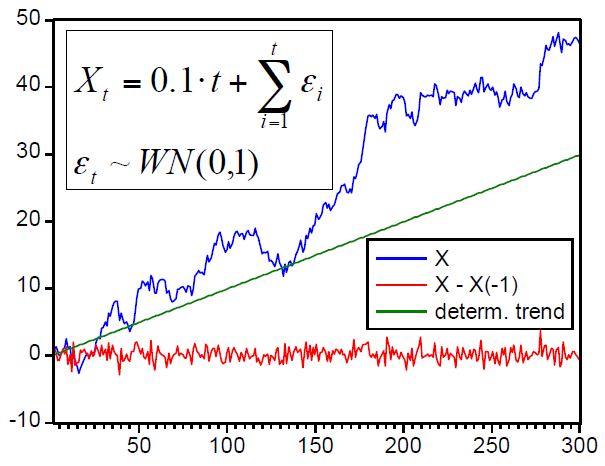 50
40
30
20
10
0
-10
X_t = 0.1·t + \sum_{i=1}^{t} ε_i
ε_t ~ WN(0,1)
X
X - X(-1)
determ. trend
50 100 150 200 250 300